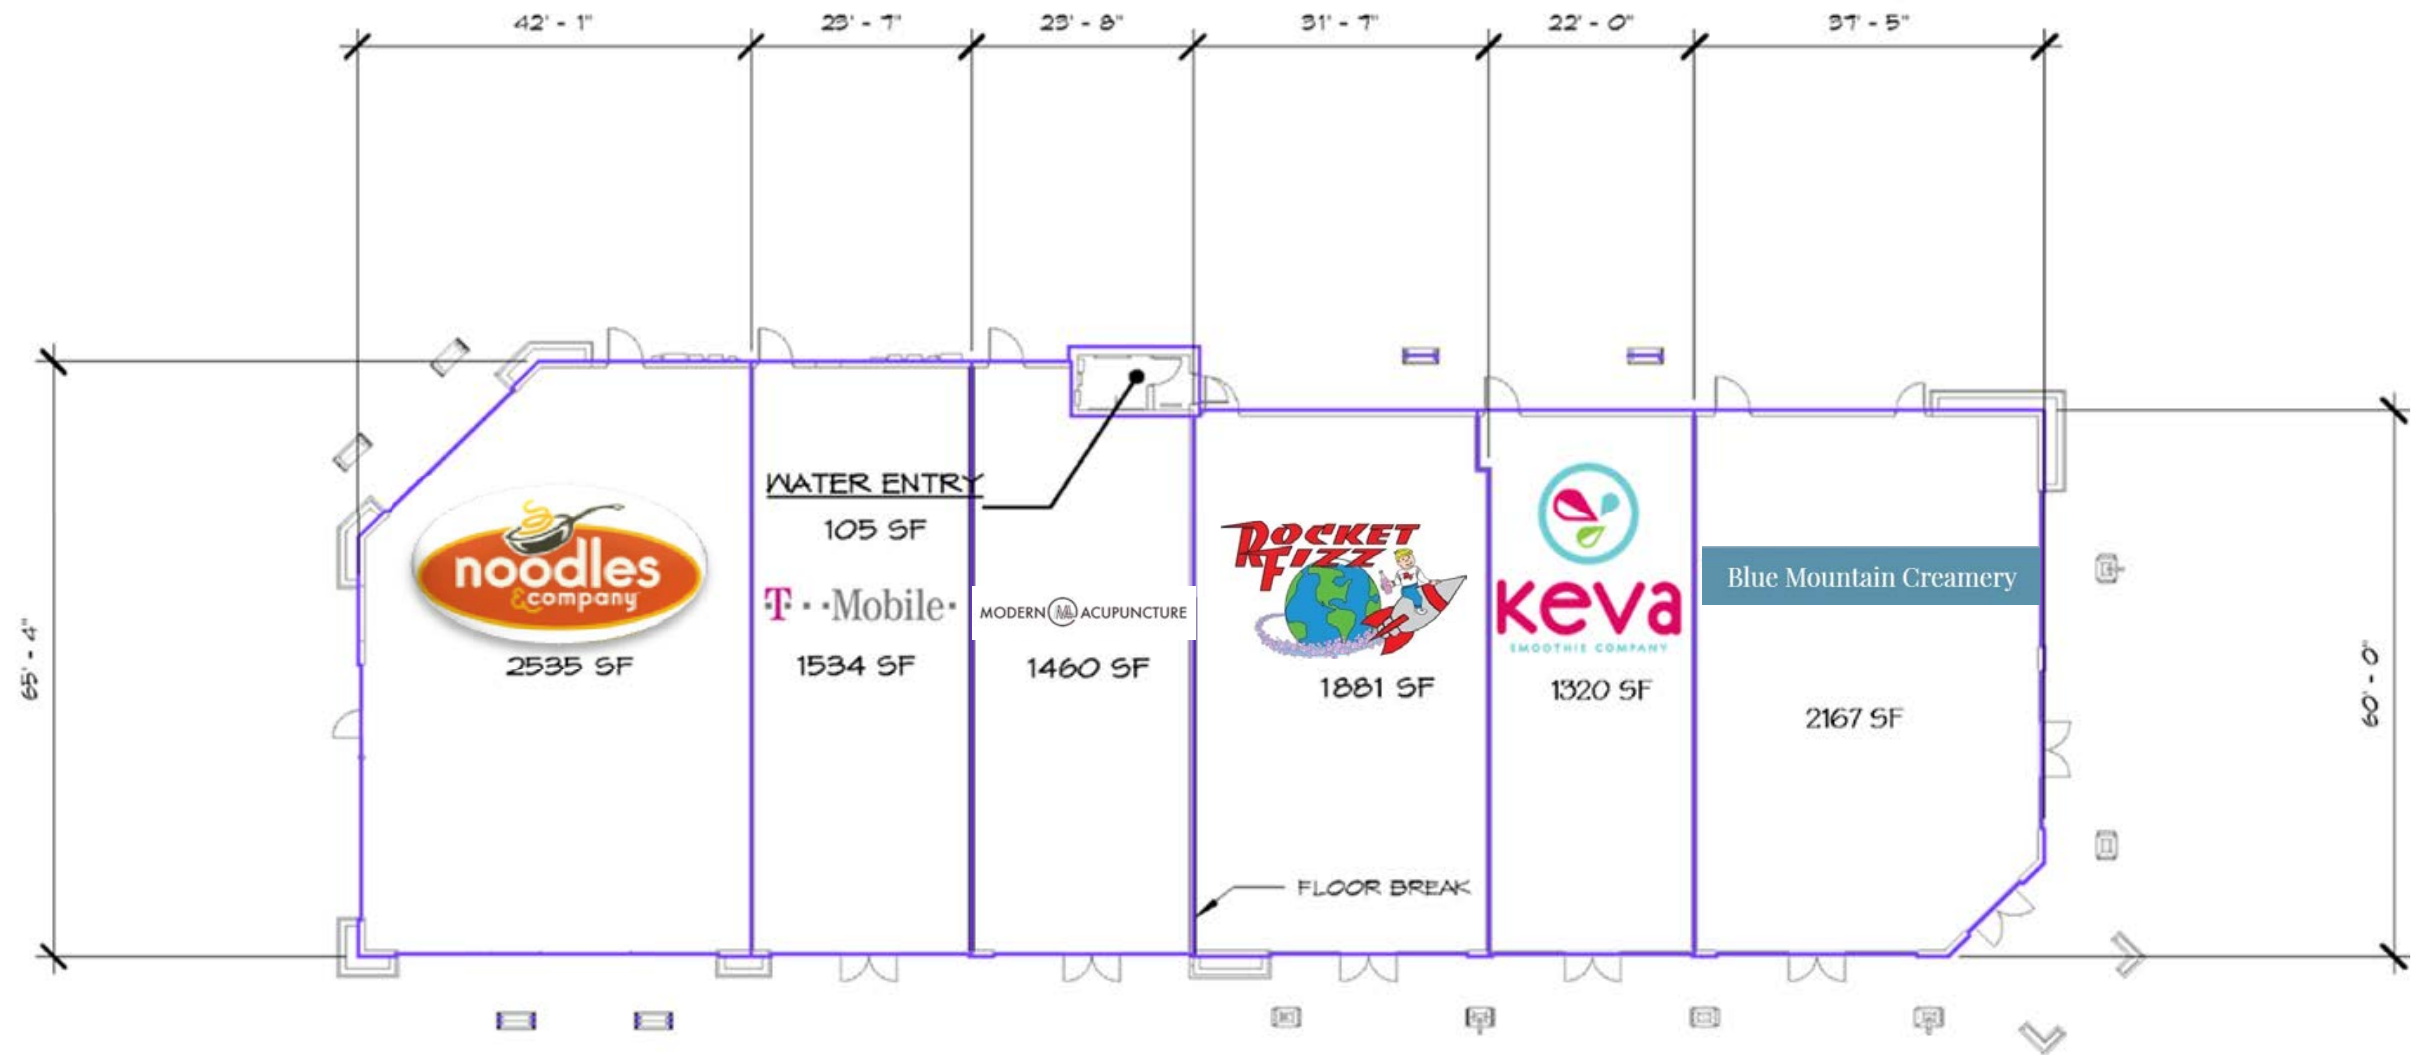 42' - 1"
23' - 7"
23' - 8"
31' - 7"
22' - 0"
37' - 5"
65' - 4"
60' - 0"
noodles
&company
2535 SF
WATER ENTRY
105 SF
T··Mobile·
1534 SF
MODERN MA ACUPUNCTURE
1460 SF
ROCKET
FIZZ
1881 SF
keva
SMOOTHIE COMPANY
1320 SF
Blue Mountain Creamery
2167 SF
FLOOR BREAK